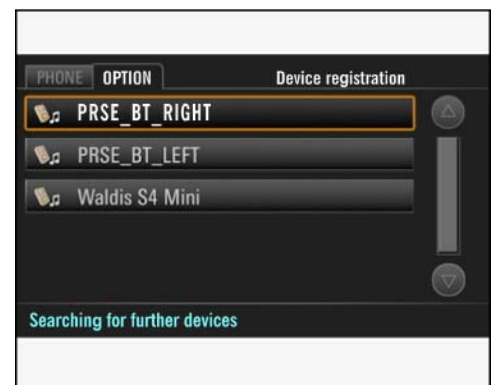 PHONE OPTION Device registration
PRSE_BT_RIGHT
PRSE_BT_LEFT
Waldis S4 Mini
Searching for further devices